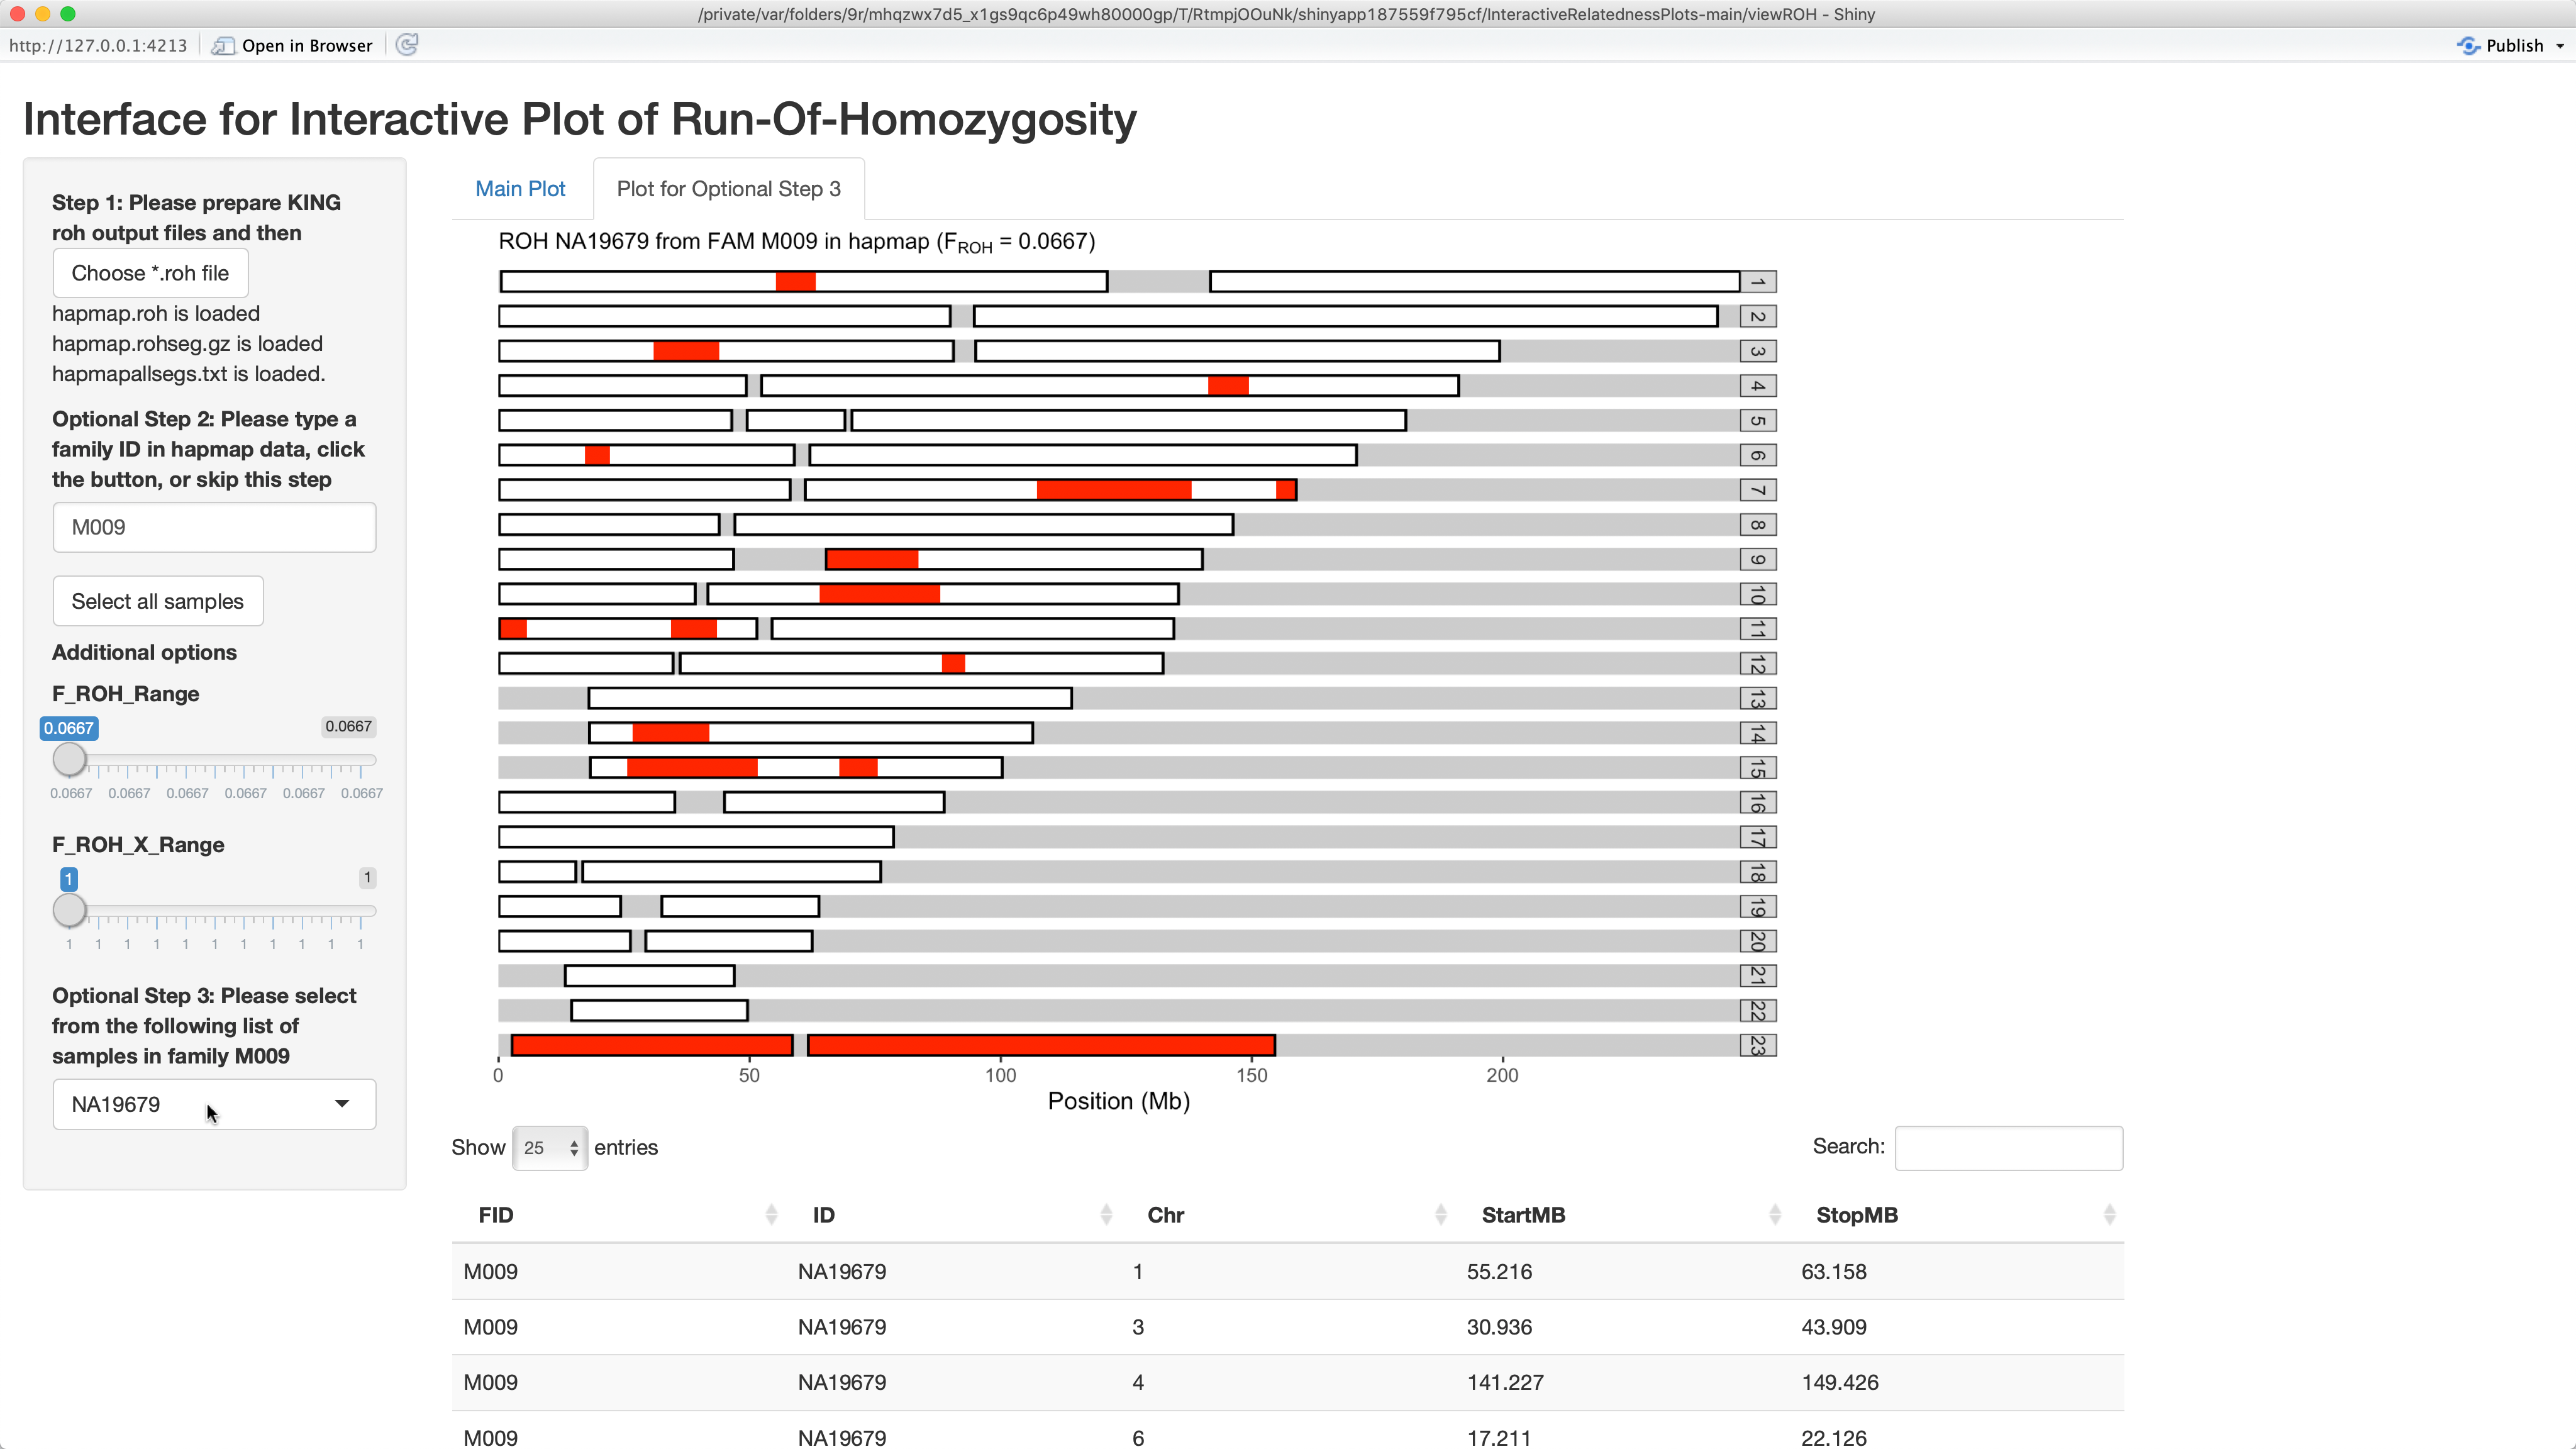 /private/var/folders/9r/mhqzwx7d5_x1gs9qc6p49wh80000gp/T/RtmpjOOuNk/shinyapp187559f795cf/InteractiveRelatednessPlots-main/viewROH - Shiny
http://127.0.0.1:4213
Open in Browser
Publish
Interface for Interactive Plot of Run-Of-Homozygosity
Step 1: Please prepare KING
roh output files and then
Choose *.roh file
hapmap.roh is loaded
hapmap.rohseg.gz is loaded
hapmapallsegs.txt is loaded.
Optional Step 2: Please type a
family ID in hapmap data, click
the button, or skip this step
M009
Select all samples
Additional options
F_ROH_Range
0.0667 0.0667
0.0667 0.0667 0.0667 0.0667 0.0667 0.0667
F_ROH_X_Range
1 1
1 1 1 1 1 1 1 1 1 1 1
Optional Step 3: Please select
from the following list of
samples in family M009
NA19679
Main Plot
Plot for Optional Step 3
ROH NA19679 from FAM M009 in hapmap (FROH = 0.0667)
1
2
3
4
5
6
7
8
9
10
11
12
13
14
15
16
17
18
19
20
21
22
23
0 50 100 150 200
Position (Mb)
Show 25 entries
Search:
FID ID Chr StartMB StopMB
M009 NA19679 1 55.216 63.158
M009 NA19679 3 30.936 43.909
M009 NA19679 4 141.227 149.426
M009 NA19679 6 17.211 22.126